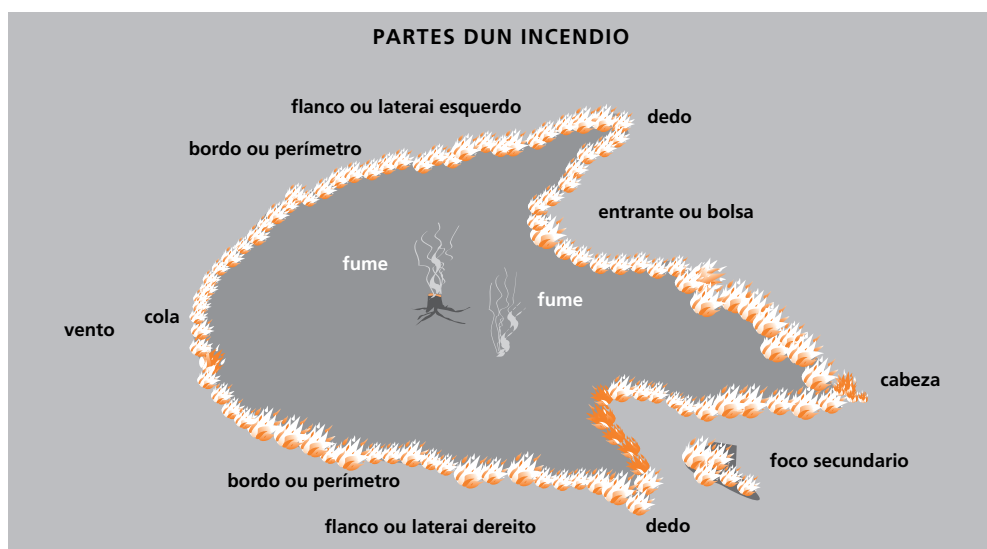 PARTES DUN INCENDIO
flanco ou laterai esquerdo
dedo
bordo ou perímetro
entrante ou bolsa
fume
fume
cola
vento
cabeza
foco secundario
bordo ou perímetro
flanco ou laterai dereito
dedo